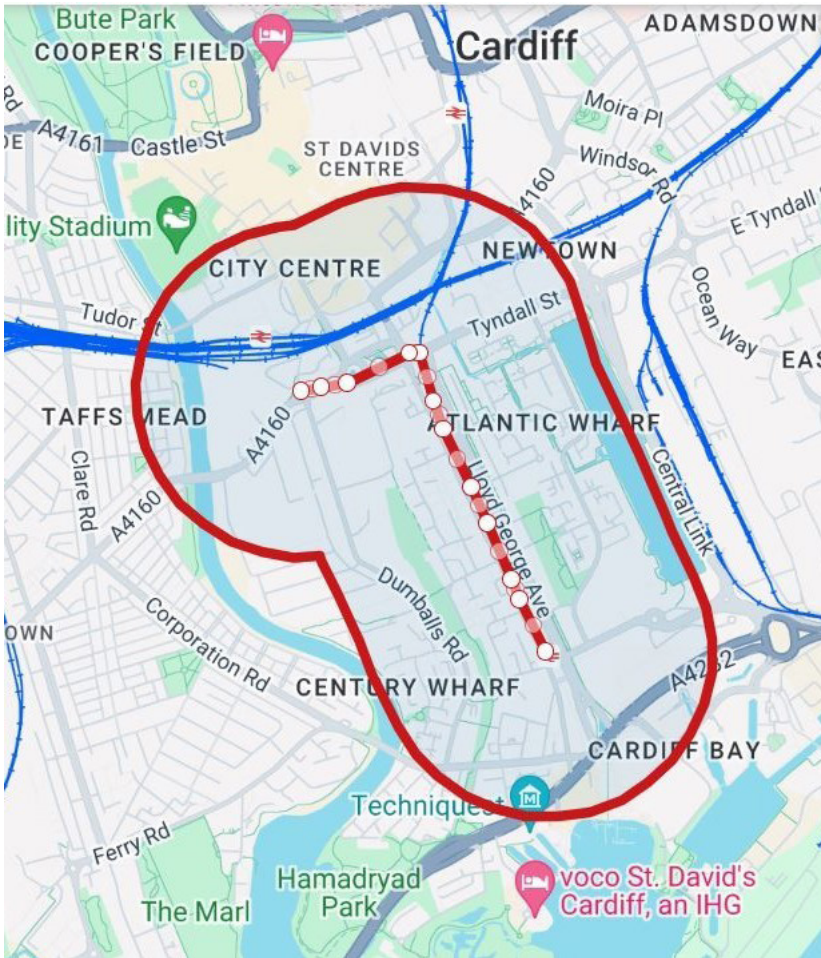 Bute Park
COOPER'S FIELD
Cardiff
ADAMSDOWN
A4161
Castle St
ST DAVIDS
CENTRE
Moira Pl
Windsor Rd
A4160
lity Stadium
E Tyndall
CITY CENTRE
NEWTOWN
Ocean Way
Tudor St
Tyndall St
EAS
TAFFS MEAD
A4160
ATLANTIC WHARF
Clare Rd
A4160
Lloyd George Ave
Central Link
Dumballs Rd
Corporation Rd
OWN
CENTURY WHARF
A4232
CARDIFF BAY
Techniquest
Ferry Rd
Hamadryad
Park
The Marl
voco St. David's
Cardiff, an IHG